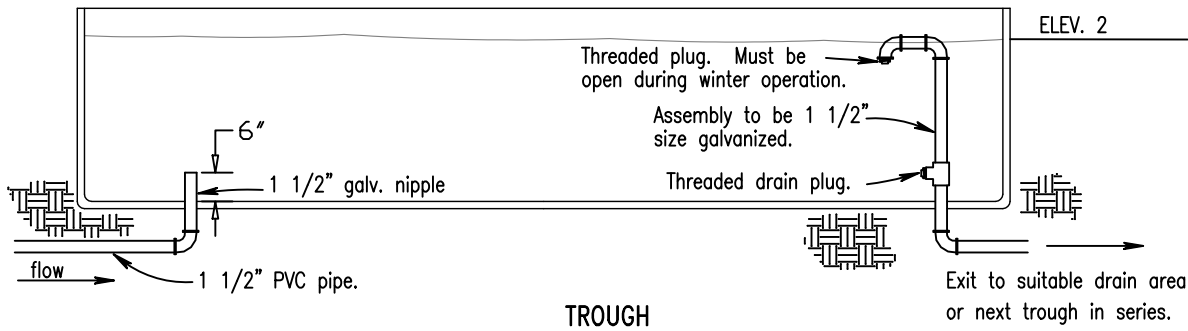 ELEV. 2
Threaded plug. Must be
open during winter operation.
Assembly to be 1 1/2"
size galvanized.
6"
1 1/2" galv. nipple
Threaded drain plug.
flow
1 1/2" PVC pipe.
Exit to suitable drain area
or next trough in series.
TROUGH